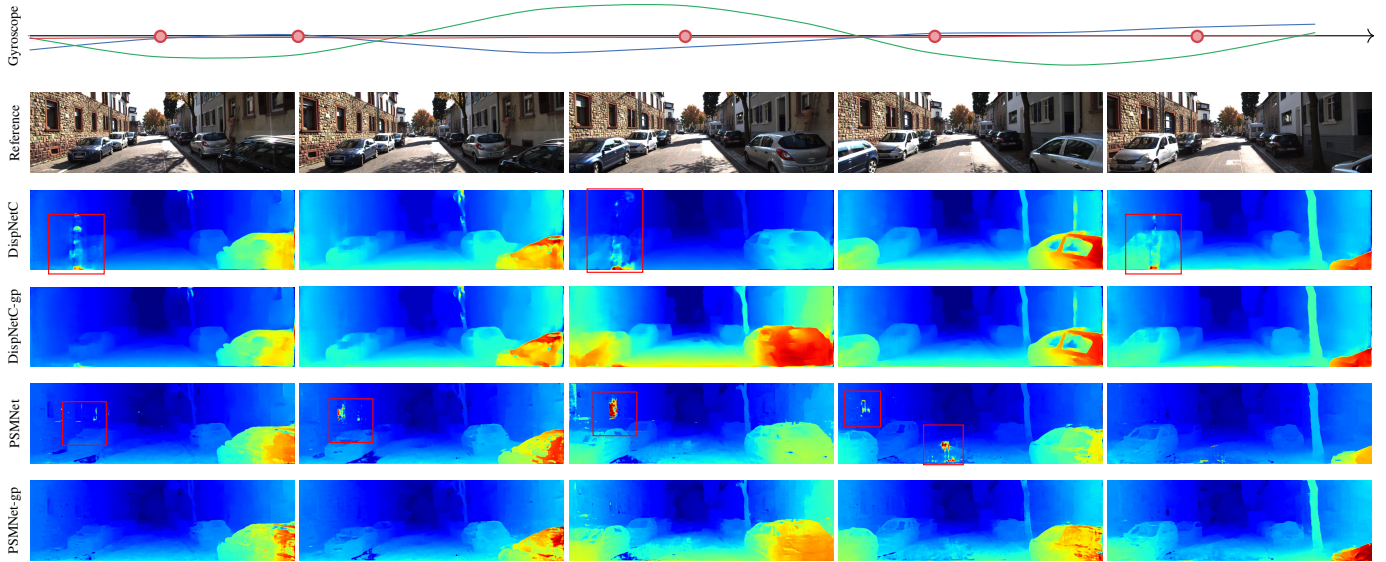 Gyroscope
Reference
DispNetC
DispNetC-gp
PSMNet
PSMNet-gp